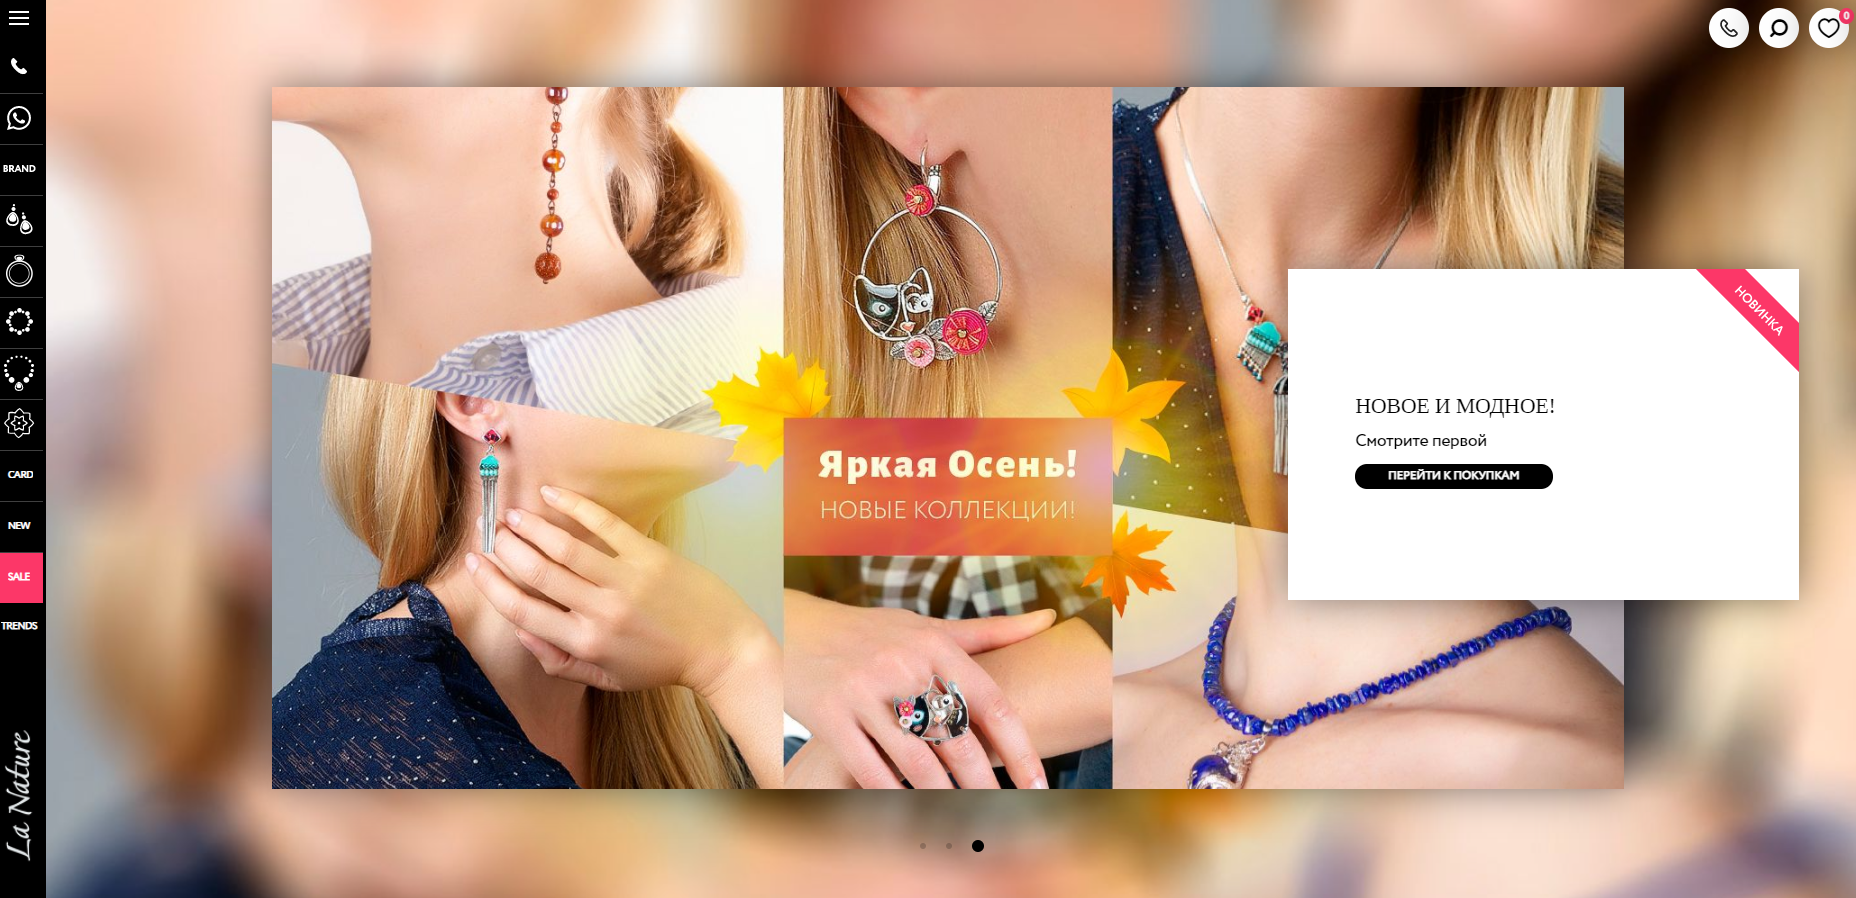 BRAND
CARD
NEW
SALE
TRENDS
La Nature
0
Яркая Осень!
НОВЫЕ КОЛЛЕКЦИИ!
НОВИНКА
НОВОЕ И МОДНОЕ!
Смотрите первой
ПЕРЕЙТИ К ПОКУПКАМ